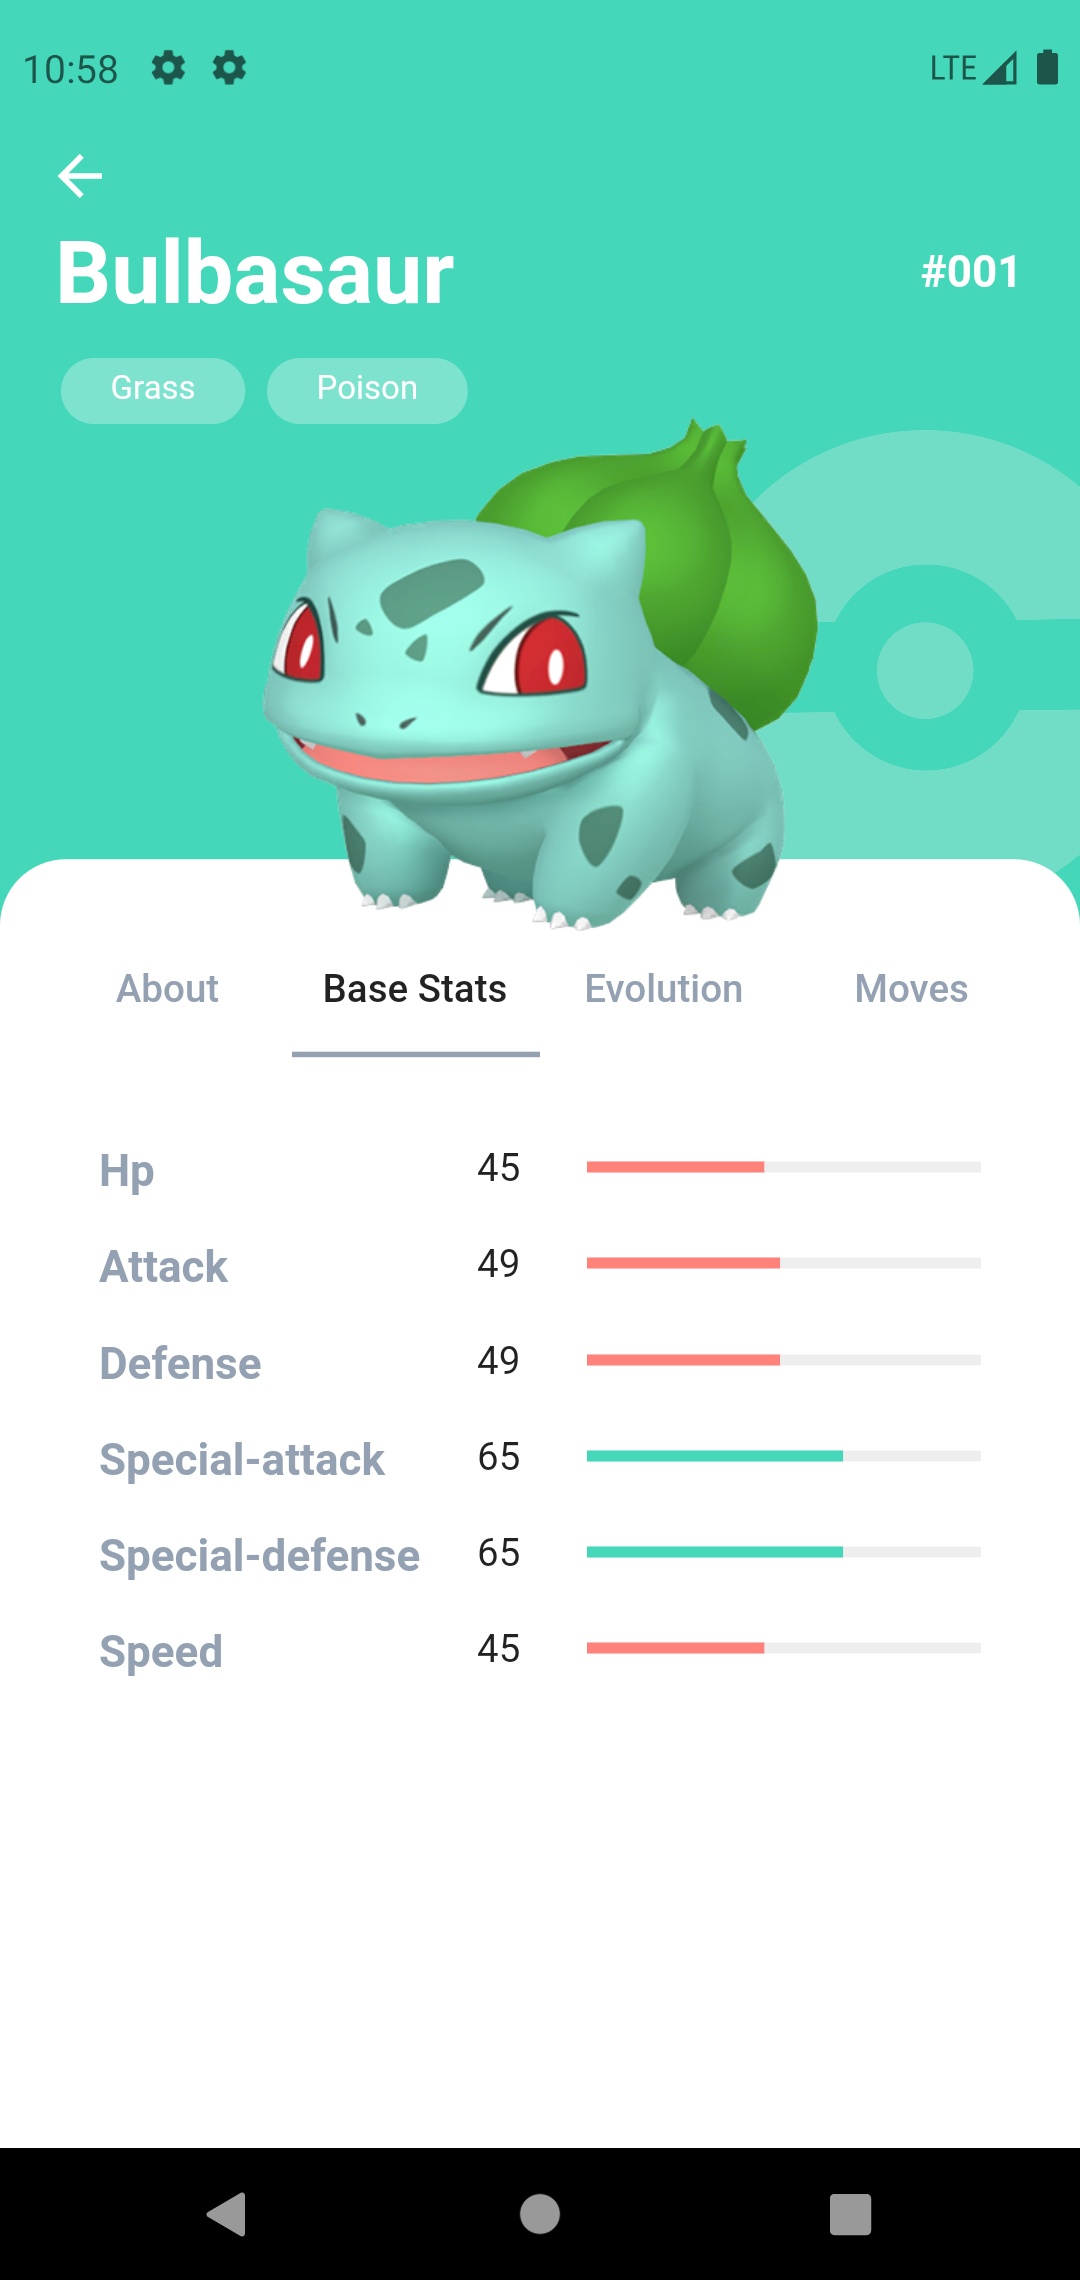 10:58 LTE
Bulbasaur #001
Grass Poison
About Base Stats Evolution Moves
Hp 45
Attack 49
Defense 49
Special-attack 65
Special-defense 65
Speed 45